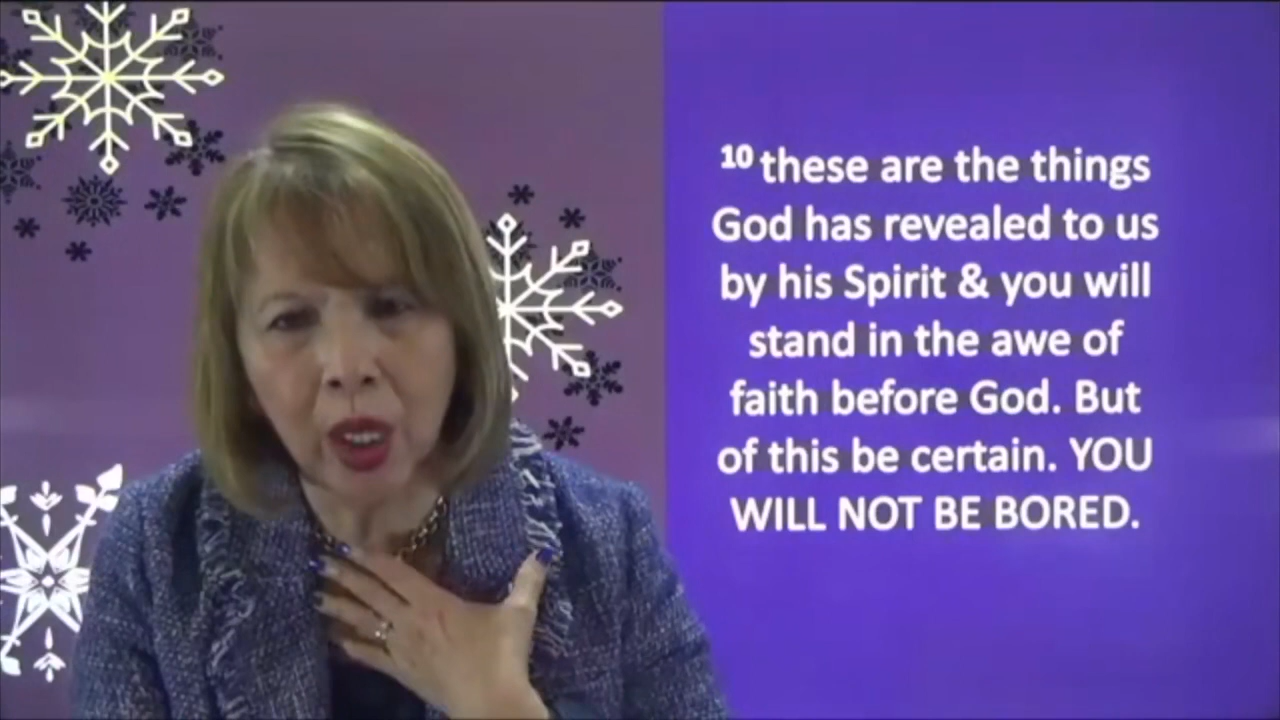 10 these are the things
God has revealed to us
by his Spirit & you will
stand in the awe of
faith before God. But
of this be certain. YOU
WILL NOT BE BORED.